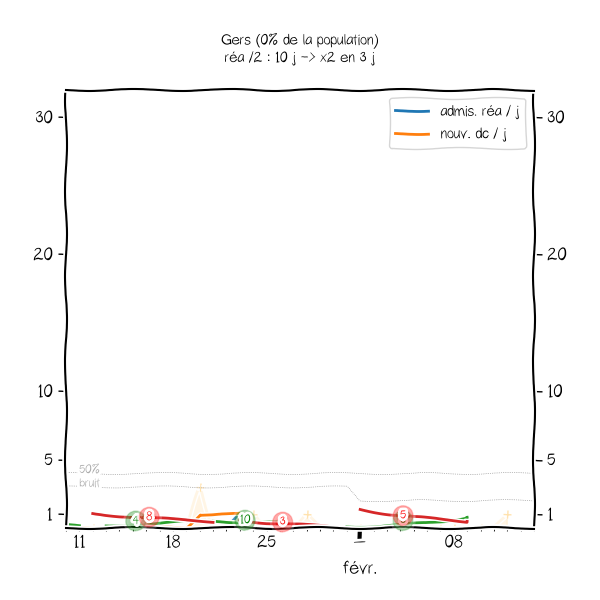 Gers (0% de la population)
réa /2 : 10 j -> x2 en 3 j
admis. réa / j
nouv. dc / j
30 30
20 20
10 10
5 5
50%
bruit
1 1
4 8 10 3 5
11 18 25 1 08
févr.